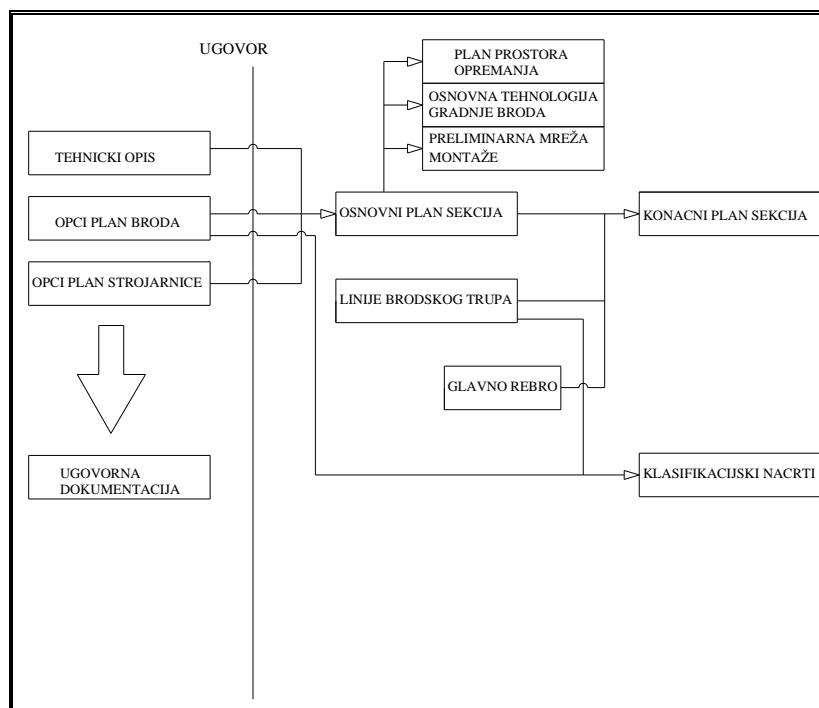 UGOVOR
PLAN PROSTORA
OPREMANJA
OSNOVNA TEHNOLOGIJA
GRADNJE BRODA
PRELIMINARNA MREŽA
MONTAŽE
TEHNICKI OPIS
OPCI PLAN BRODA
OSNOVNI PLAN SEKCIJA
KONACNI PLAN SEKCIJA
OPCI PLAN STROJARNICE
LINIJE BRODSKOG TRUPA
GLAVNO REBRO
UGOVORNA
DOKUMENTACIJA
KLASIFIKACIJSKI NACRTI